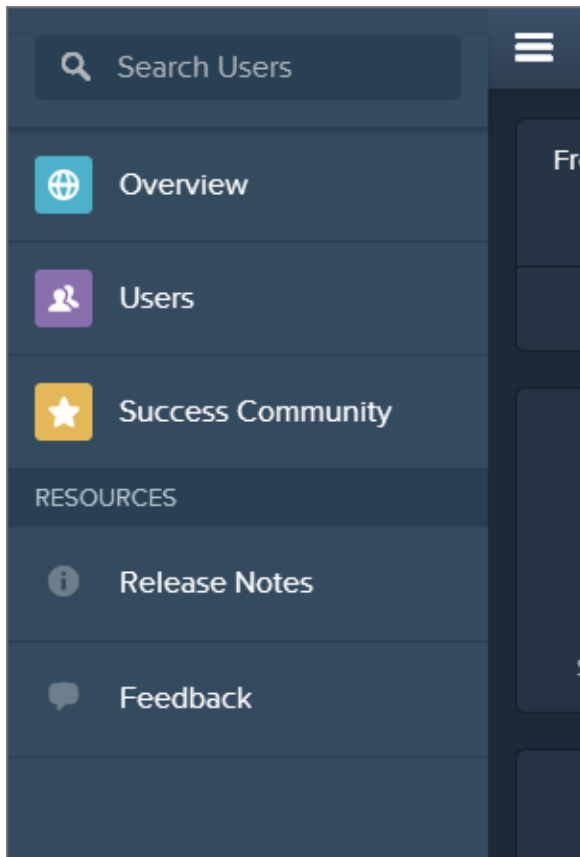 Search Users
Overview
Users
Success Community
RESOURCES
Release Notes
Feedback